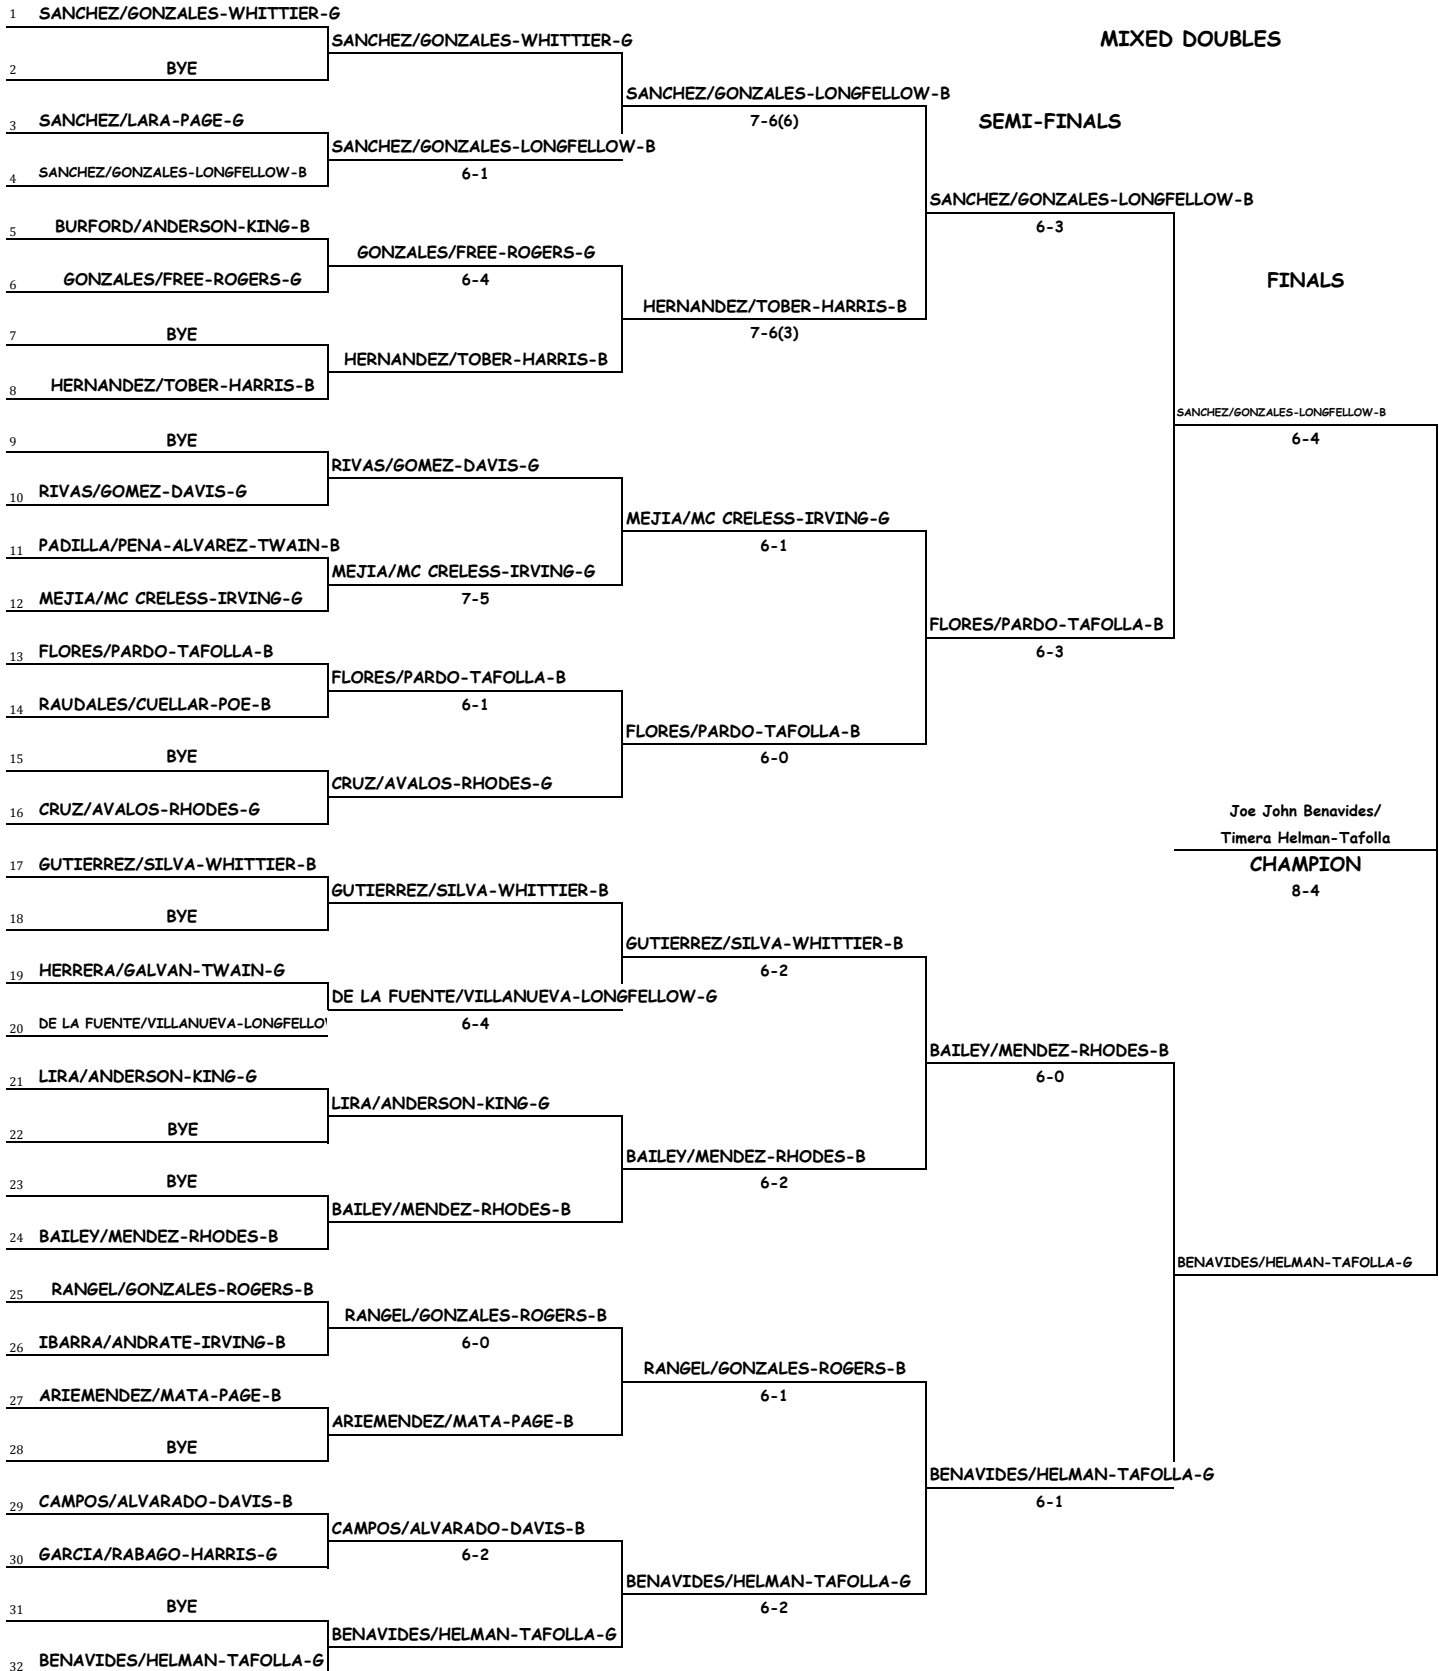 1 SANCHEZ/GONZALES-WHITTIER-G
SANCHEZ/GONZALES-WHITTIER-G
MIXED DOUBLES
2 BYE
SANCHEZ/GONZALES-LONGFELLOW-B
3 SANCHEZ/LARA-PAGE-G
7-6(6)
SEMI-FINALS
SANCHEZ/GONZALES-LONGFELLOW-B
4 SANCHEZ/GONZALES-LONGFELLOW-B
6-1
SANCHEZ/GONZALES-LONGFELLOW-B
5 BURFORD/ANDERSON-KING-B
6-3
GONZALES/FREE-ROGERS-G
6 GONZALES/FREE-ROGERS-G
6-4
FINALS
HERNANDEZ/TOBER-HARRIS-B
7 BYE
7-6(3)
HERNANDEZ/TOBER-HARRIS-B
8 HERNANDEZ/TOBER-HARRIS-B
SANCHEZ/GONZALES-LONGFELLOW-B
9 BYE
6-4
RIVAS/GOMEZ-DAVIS-G
10 RIVAS/GOMEZ-DAVIS-G
MEJIA/MC CRELESS-IRVING-G
11 PADILLA/PENA-ALVAREZ-TWAIN-B
6-1
MEJIA/MC CRELESS-IRVING-G
12 MEJIA/MC CRELESS-IRVING-G
7-5
FLORES/PARDO-TAFOLLA-B
13 FLORES/PARDO-TAFOLLA-B
6-3
FLORES/PARDO-TAFOLLA-B
14 RAUDALES/CUELLAR-POE-B
6-1
FLORES/PARDO-TAFOLLA-B
15 BYE
6-0
CRUZ/AVALOS-RHODES-G
16 CRUZ/AVALOS-RHODES-G
Joe John Benavides/
Timera Helman-Tafolla
17 GUTIERREZ/SILVA-WHITTIER-B
CHAMPION
GUTIERREZ/SILVA-WHITTIER-B
8-4
18 BYE
GUTIERREZ/SILVA-WHITTIER-B
19 HERRERA/GALVAN-TWAIN-G
6-2
DE LA FUENTE/VILLANUEVA-LONGFELLOW-G
20 DE LA FUENTE/VILLANUEVA-LONGFELLO
6-4
BAILEY/MENDEZ-RHODES-B
21 LIRA/ANDERSON-KING-G
6-0
LIRA/ANDERSON-KING-G
22 BYE
BAILEY/MENDEZ-RHODES-B
23 BYE
6-2
BAILEY/MENDEZ-RHODES-B
24 BAILEY/MENDEZ-RHODES-B
BENAVIDES/HELMAN-TAFOLLA-G
25 RANGEL/GONZALES-ROGERS-B
RANGEL/GONZALES-ROGERS-B
26 IBARRA/ANDRATE-IRVING-B
6-0
RANGEL/GONZALES-ROGERS-B
27 ARIEMENDEZ/MATA-PAGE-B
6-1
ARIEMENDEZ/MATA-PAGE-B
28 BYE
BENAVIDES/HELMAN-TAFOLLA-G
29 CAMPOS/ALVARADO-DAVIS-B
6-1
CAMPOS/ALVARADO-DAVIS-B
30 GARCIA/RABAGO-HARRIS-G
6-2
BENAVIDES/HELMAN-TAFOLLA-G
31 BYE
6-2
BENAVIDES/HELMAN-TAFOLLA-G
32 BENAVIDES/HELMAN-TAFOLLA-G